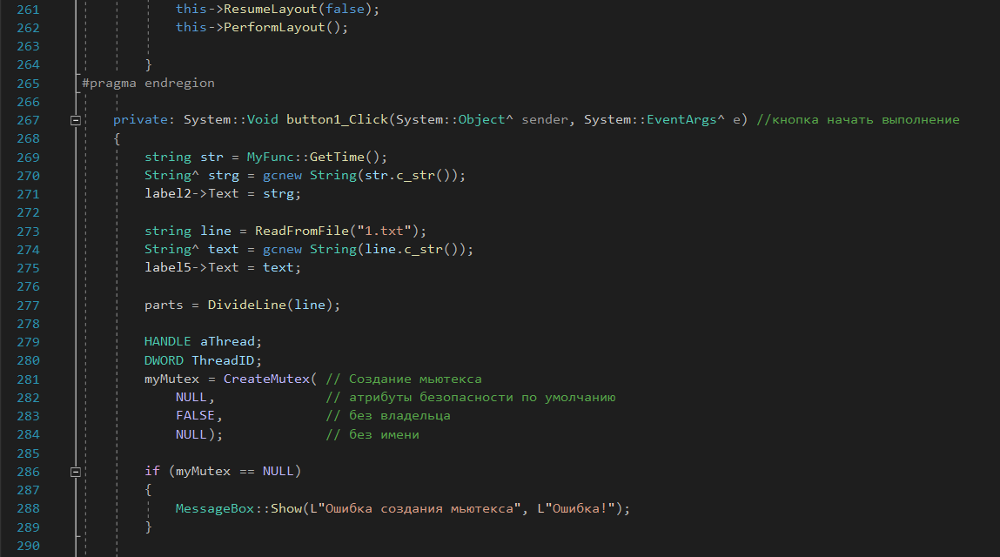 261 this->ResumeLayout(false);
262 this->PerformLayout();
263
264 }
265 #pragma endregion
266
267 private: System::Void button1_Click(System::Object^ sender, System::EventArgs^ e) //кнопка начать выполнение
268 {
269 string str = MyFunc::GetTime();
270 String^ strg = gcnew String(str.c_str());
271 label2->Text = strg;
272
273 string line = ReadFromFile("1.txt");
274 String^ text = gcnew String(line.c_str());
275 label5->Text = text;
276
277 parts = DivideLine(line);
278
279 HANDLE aThread;
280 DWORD ThreadID;
281 myMutex = CreateMutex( // Создание мьютекса
282 NULL, // атрибуты безопасности по умолчанию
283 FALSE, // без владельца
284 NULL); // без имени
285
286 if (myMutex == NULL)
287 {
288 MessageBox::Show(L"Ошибка создания мьютекса", L"Ошибка!");
289 }
290